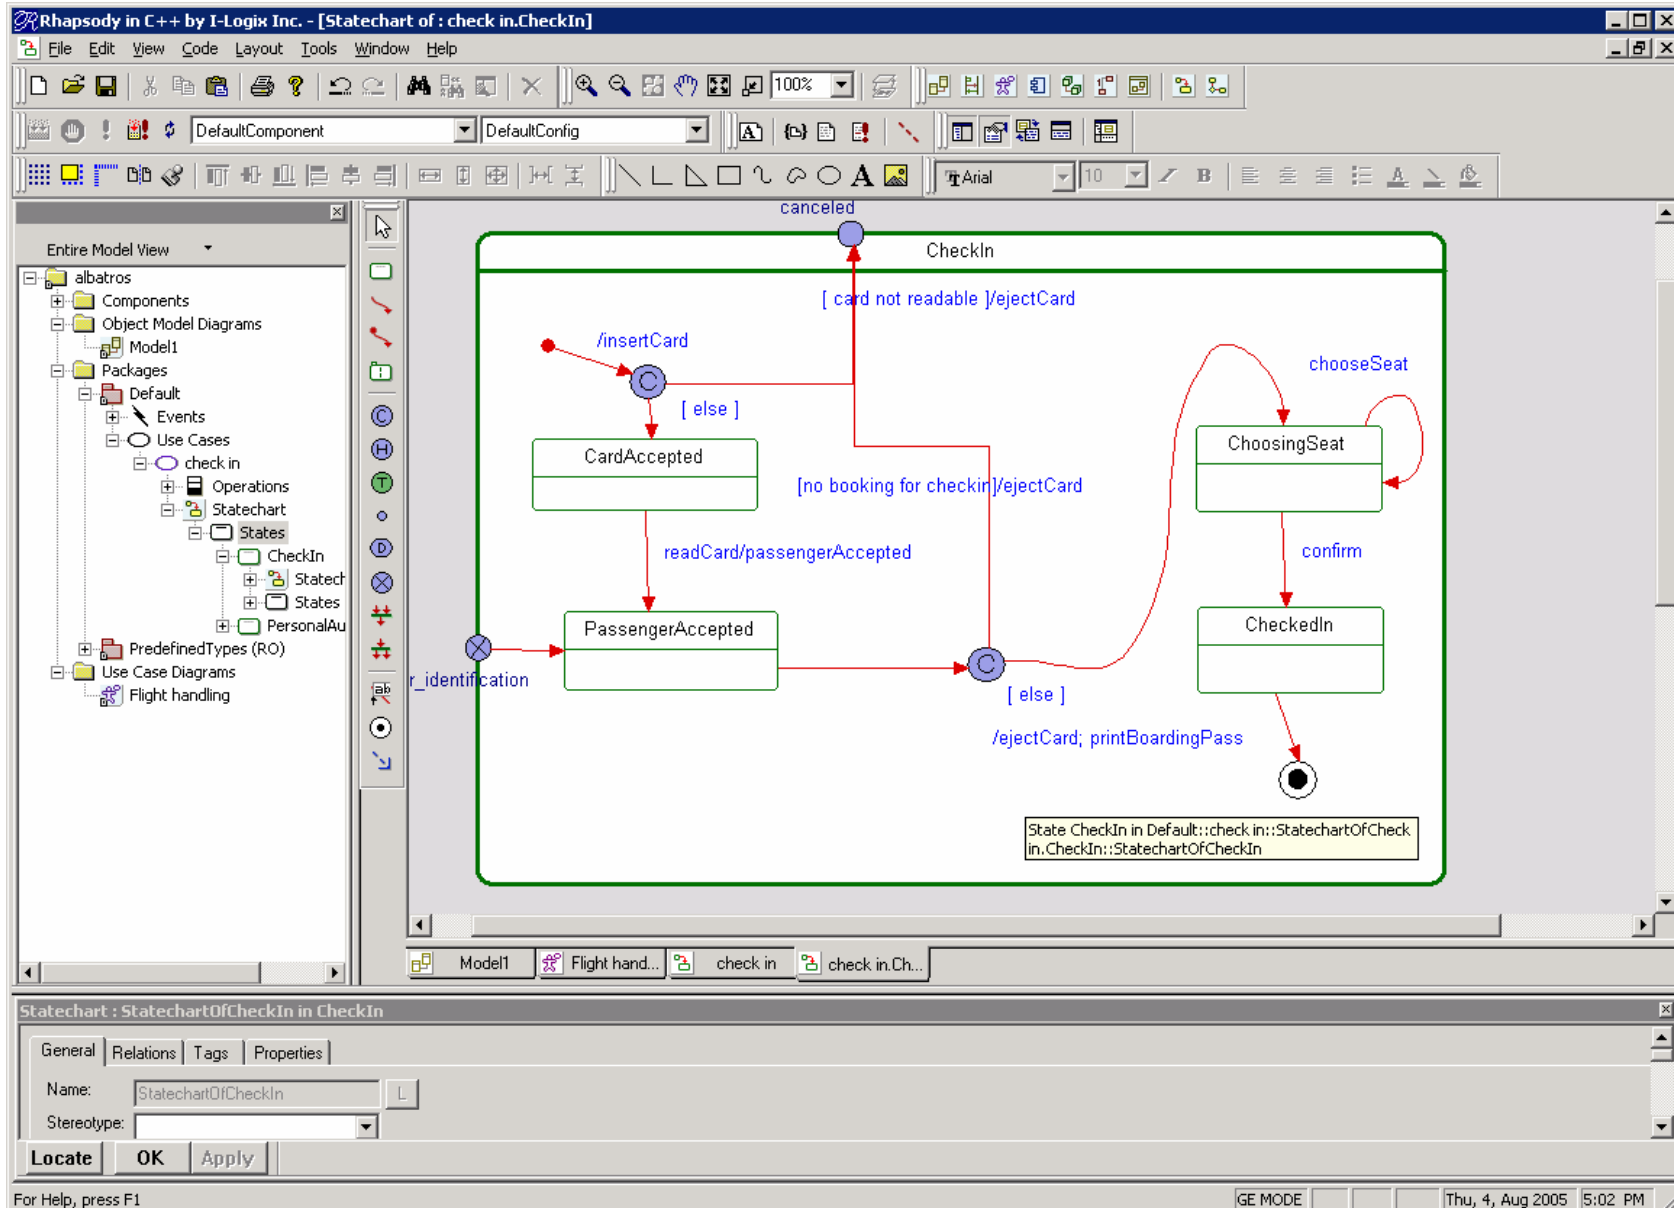 Rhapsody in C++ by I-Logix Inc. - [Statechart of : check in.CheckIn]
File Edit View Code Layout Tools Window Help
100%
DefaultComponent DefaultConfig
Arial 10
Entire Model View
albatros
Components
Object Model Diagrams
Model1
Packages
Default
Events
Use Cases
check in
Operations
Statechart
States
CheckIn
Statech
States
PersonalAu
PredefinedTypes (RO)
Use Case Diagrams
Flight handling
canceled
CheckIn
[ card not readable ]/ejectCard
/insertCard
C
[ else ]
chooseSeat
CardAccepted
ChoosingSeat
[no booking for checkin]/ejectCard
readCard/passengerAccepted
confirm
PassengerAccepted
CheckedIn
r_identification
C
[ else ]
/ejectCard; printBoardingPass
State CheckIn in Default::check in::StatechartOfCheck
in.CheckIn::StatechartOfCheckIn
Model1 Flight hand... check in check in.Ch...
Statechart : StatechartOfCheckIn in CheckIn
General Relations Tags Properties
Name: StatechartOfCheckIn L
Stereotype:
Locate OK Apply
For Help, press F1 GE MODE Thu, 4, Aug 2005 5:02 PM